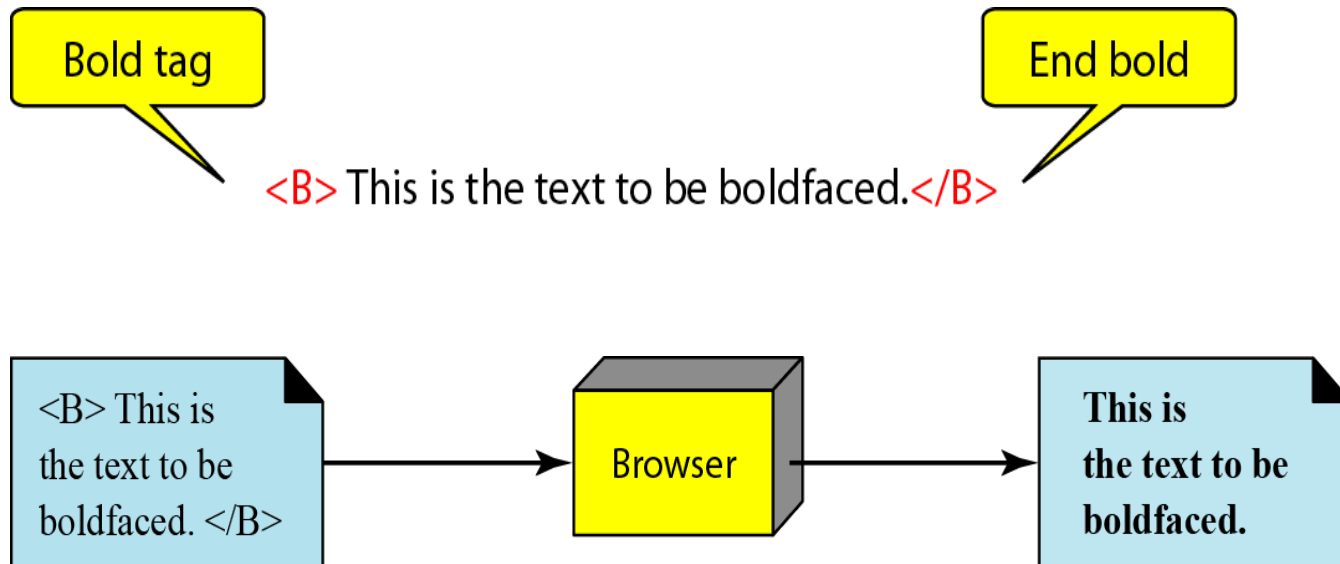 Bold tag
End bold
<B> This is the text to be boldfaced.</B>
<B> This is
the text to be
boldfaced. </B>
Browser
This is
the text to be
boldfaced.